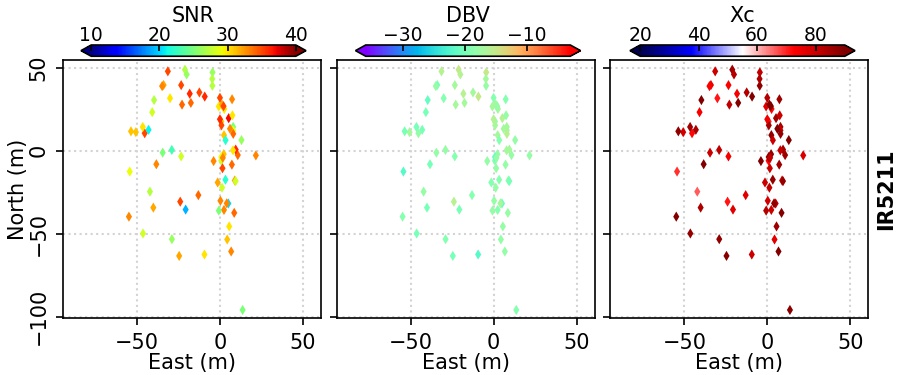 SNR DBV Xc
10 20 30 40 −30 −20 −10 20 40 60 80
50
0
−50
−100
North (m)
−50 0 50 −50 0 50 −50 0 50
East (m) East (m) East (m)
IR5211